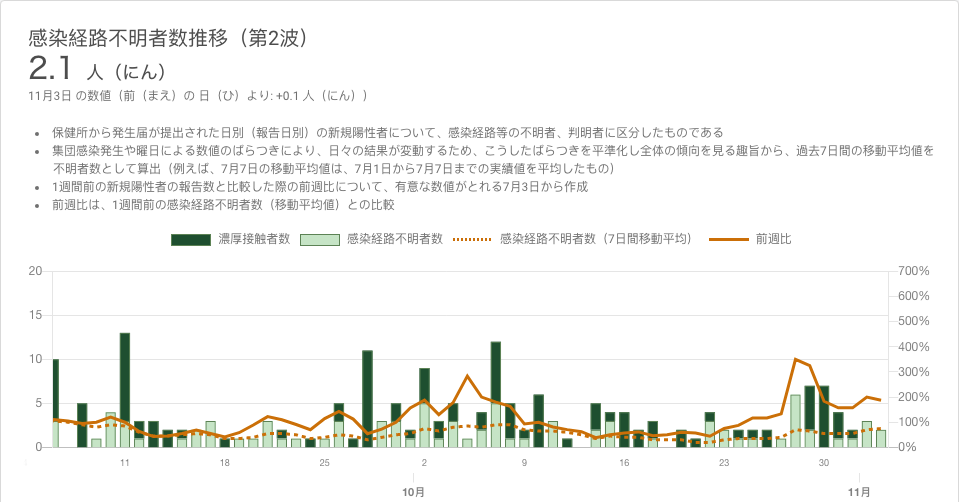 感染経路不明者数推移（第2波）
2.1 人（にん）
11月3日 の数値（前（まえ）の 日（ひ）より: +0.1 人（にん））
• 保健所から発生届が提出された日別（報告日別）の新規陽性者について、感染経路等の不明者、判明者に区分したものである
• 集団感染発生や曜日による数値のばらつきにより、日々の結果が変動するため、こうしたばらつきを平準化し全体の傾向を見る趣旨から、過去7日間の移動平均値を
不明者数として算出（例えば、7月7日の移動平均値は、7月1日から7月7日までの実績値を平均したもの）
• 1週間前の新規陽性者の報告数と比較した際の前週比について、有意な数値がとれる7月3日から作成
• 前週比は、1週間前の感染経路不明者数（移動平均値）との比較
濃厚接触者数 感染経路不明者数 感染経路不明者数（7日間移動平均） 前週比
20 700%
600%
15
500%
10 400%
300%
5 200%
100%
0 0%
11 18 25 2 9 16 23 30
10月 11月